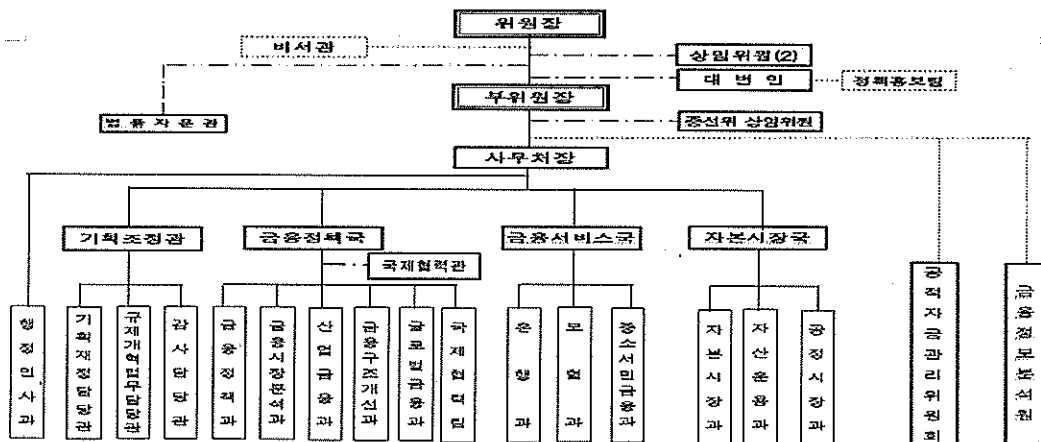 위원장
비서관
상임위원(2)
대변인
정책홍보팀
부위원장
법률자문관
증선위 상임위원
사무처장
기획조정관
금융정책국
금융서비스국
자본시장국
국제협력관
행정인사과
기획재정담당관
규제개혁법무담당관
감사담당관
금융정책과
금융시장분석과
산업금융과
금융구조개선과
글로벌금융과
국제협력팀
은행과
보험과
중소서민금융과
자본시장과
자산운용과
공정시장과
공적자금관리위원회
금융정보분석원